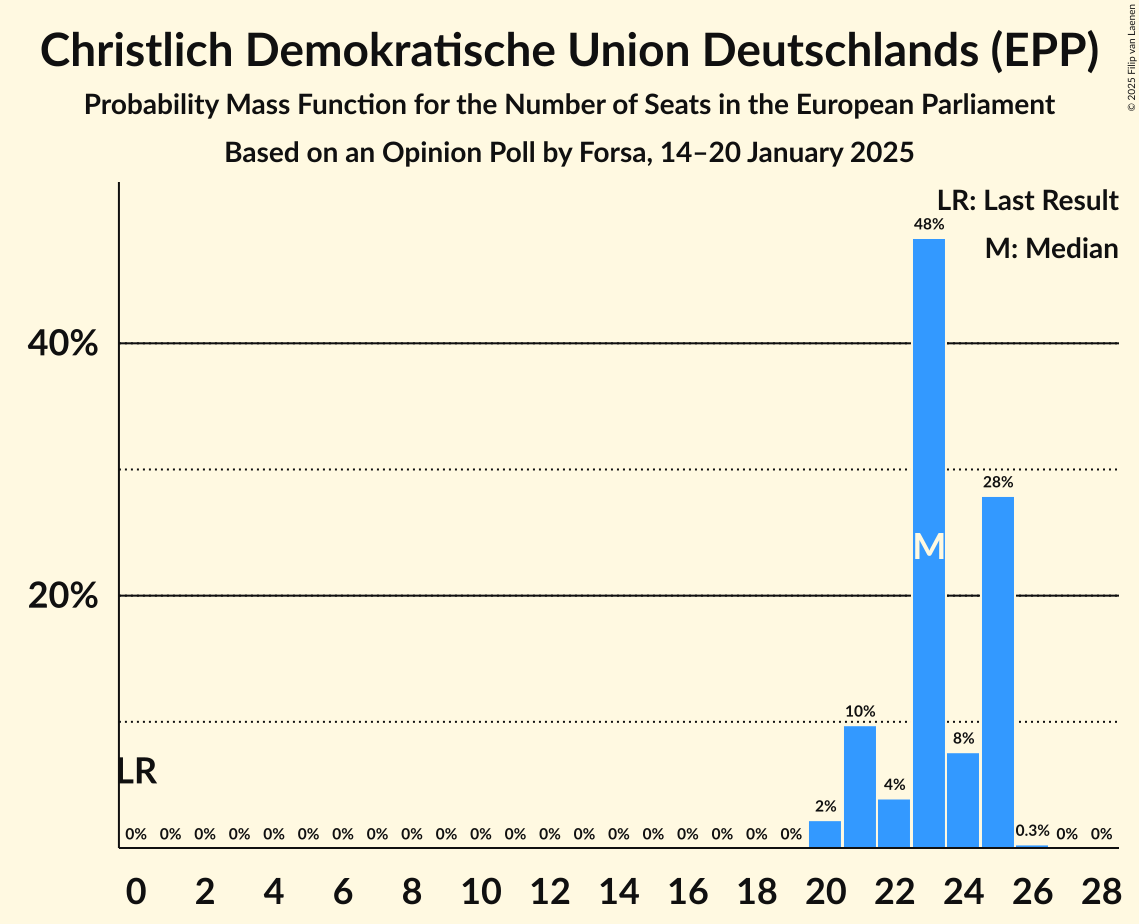 Christlich Demokratische Union Deutschlands (EPP)
Probability Mass Function for the Number of Seats in the European Parliament
Based on an Opinion Poll by Forsa, 14–20 January 2025
© 2025 Filip van Laenen
LR: Last Result
M: Median
40%
20%
LR
M
0% 0% 0% 0% 0% 0% 0% 0% 0% 0% 0% 0% 0% 0% 0% 0% 0% 0% 0% 0% 2% 10% 4% 48% 8% 28% 0.3% 0% 0%
0 2 4 6 8 10 12 14 16 18 20 22 24 26 28